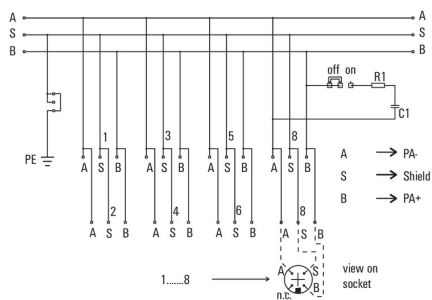 A A
S S
B B
off on
R1
C1
1 3 5 8
PE
A S B A S B A S B A S B
A → PA-
S → Shield
B → PA+
2 4 6 8
A S B A S B A S B A S B
A S
B
n.c.
1.......8
view on
socket